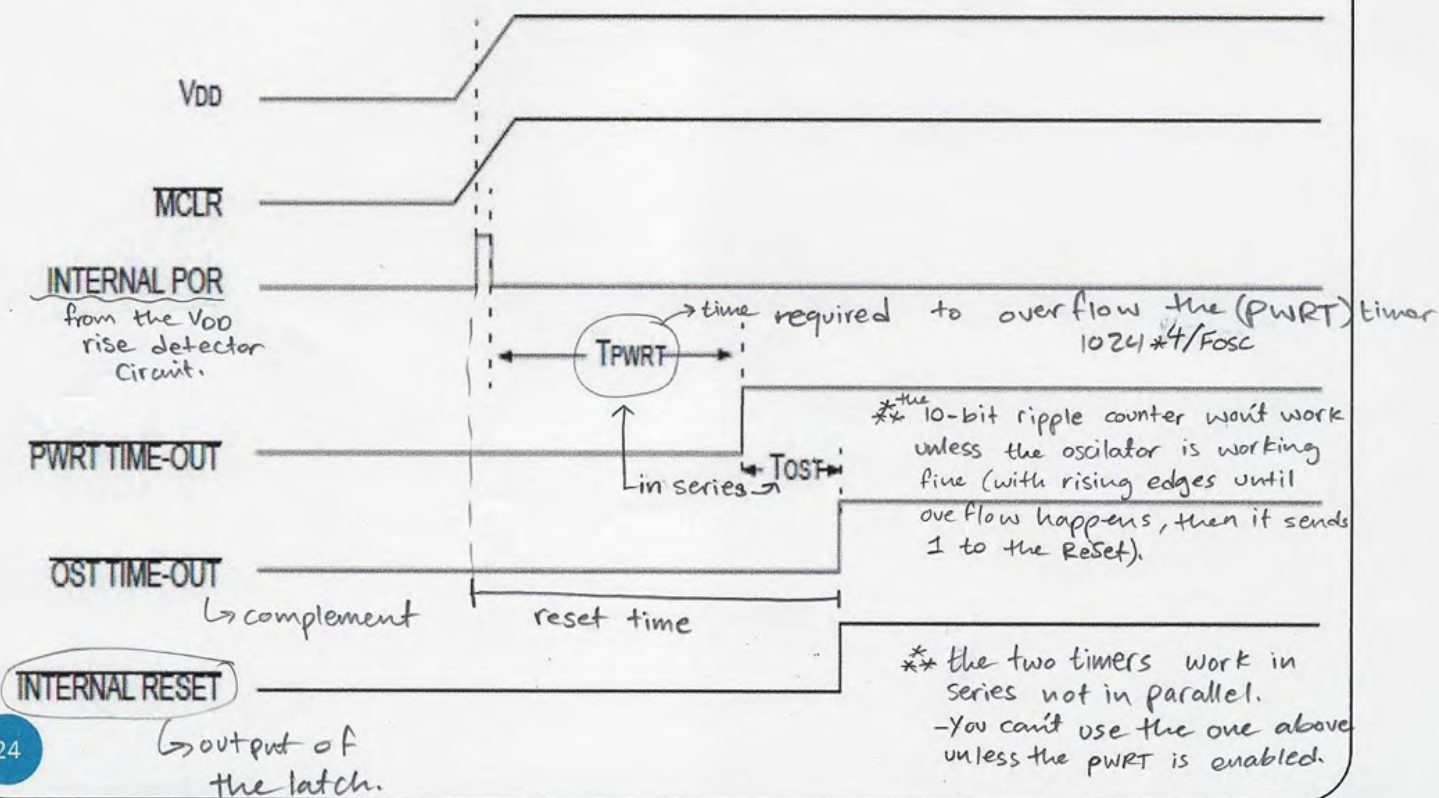 VDD
MCLR
INTERNAL POR
from the VDD
rise detector
Circuit.
→ time required to overflow the (PWRT) timer
1024*4/Fosc
TPWRT
PWRT TIME-OUT
in series
TOST
** the 10-bit ripple counter won't work
unless the oscilator is working
fine (with rising edges until
ove flow happens, then it sends
1 to the ReSet).
OST TIME-OUT
↳ complement
reset time
INTERNAL RESET
↳ output of
the latch.
** the two timers work in
series not in parallel.
-You can't use the one above
unless the PWRT is enabled.
24